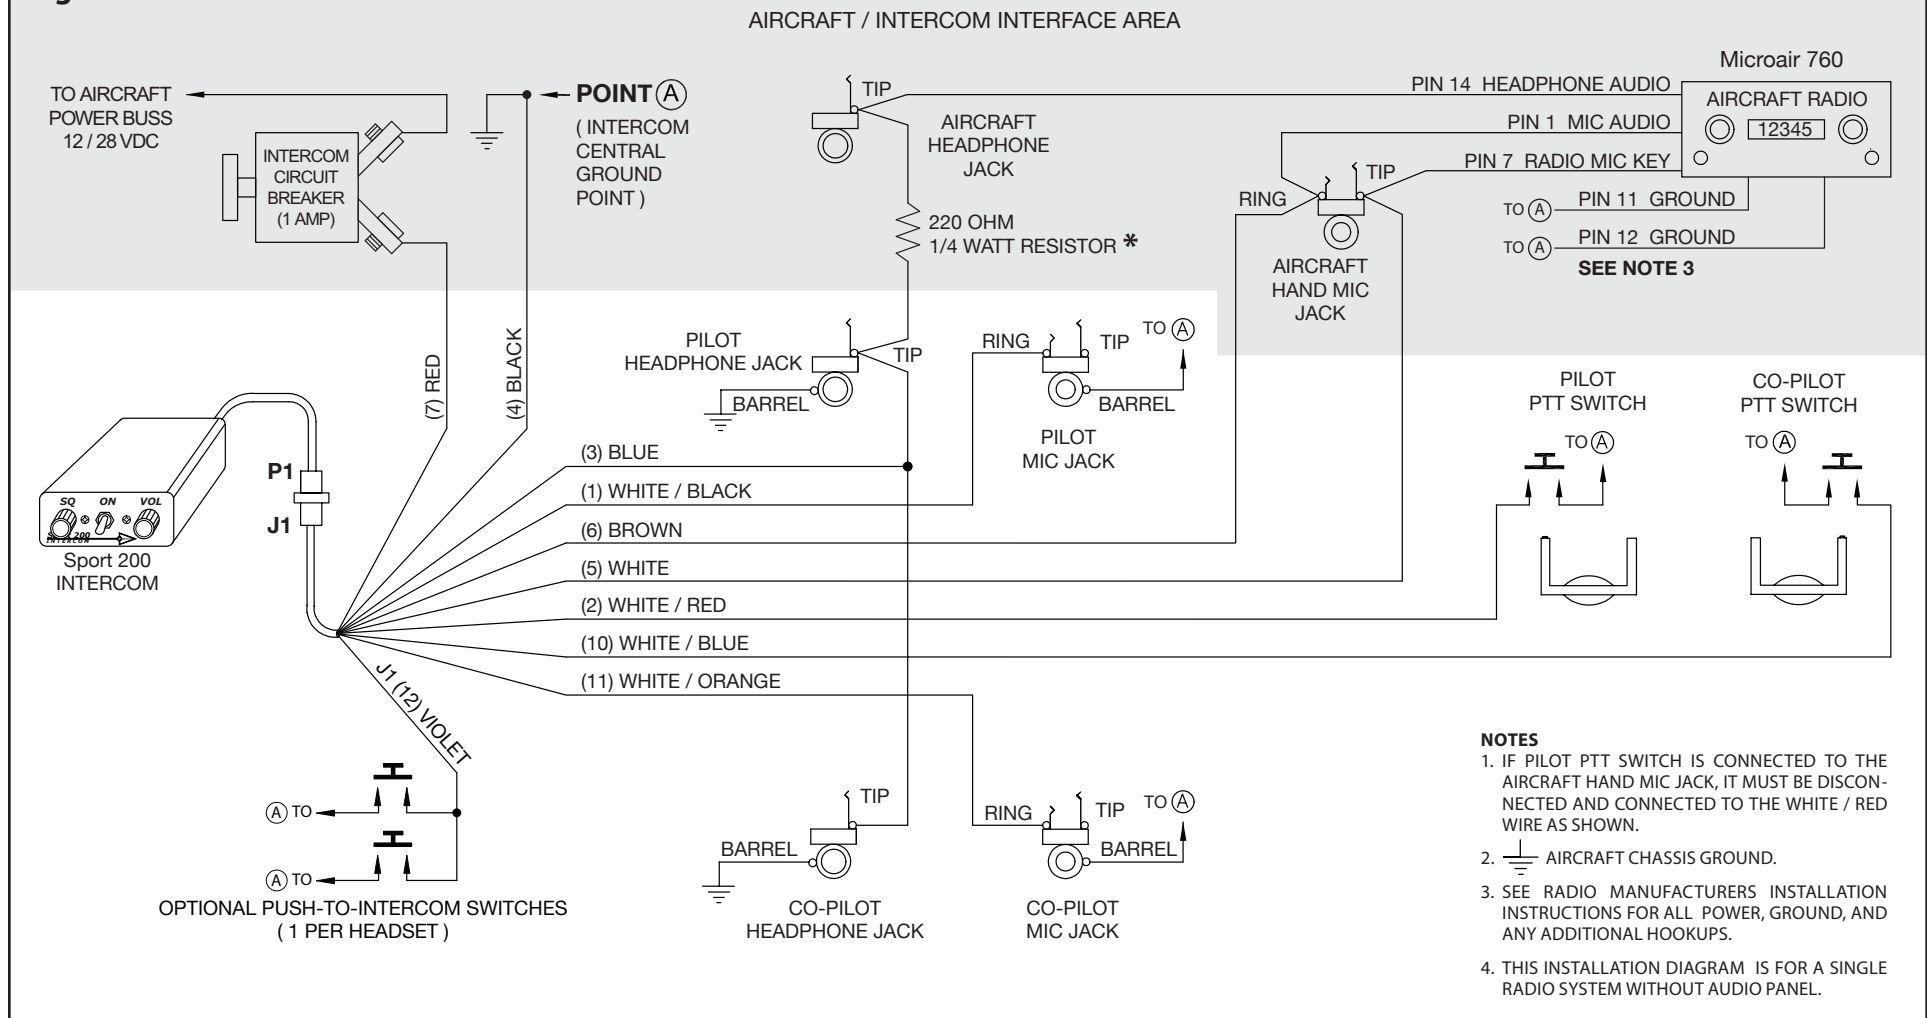 AIRCRAFT / INTERCOM INTERFACE AREA
TO AIRCRAFT
POWER BUSS
12 / 28 VDC
INTERCOM
CIRCUIT
BREAKER
(1 AMP)
POINT A
( INTERCOM
CENTRAL
GROUND
POINT )
TIP
AIRCRAFT
HEADPHONE
JACK
220 OHM
1/4 WATT RESISTOR *
Microair 760
AIRCRAFT RADIO
12345
PIN 14 HEADPHONE AUDIO
PIN 1 MIC AUDIO
PIN 7 RADIO MIC KEY
TO A PIN 11 GROUND
TO A PIN 12 GROUND
SEE NOTE 3
RING
TIP
AIRCRAFT
HAND MIC
JACK
(7) RED
(4) BLACK
PILOT
HEADPHONE JACK
TIP
BARREL
RING
TIP
TO A
BARREL
PILOT
MIC JACK
PILOT
PTT SWITCH
TO A
CO-PILOT
PTT SWITCH
TO A
P1
J1
SQ ON VOL
200
INTERCOM
Sport 200
INTERCOM
(3) BLUE
(1) WHITE / BLACK
(6) BROWN
(5) WHITE
(2) WHITE / RED
(10) WHITE / BLUE
(11) WHITE / ORANGE
J1 (12) VIOLET
A TO
A TO
OPTIONAL PUSH-TO-INTERCOM SWITCHES
( 1 PER HEADSET )
TIP
BARREL
CO-PILOT
HEADPHONE JACK
RING
TIP
TO A
BARREL
CO-PILOT
MIC JACK
NOTES
1. IF PILOT PTT SWITCH IS CONNECTED TO THE
AIRCRAFT HAND MIC JACK, IT MUST BE DISCON-
NECTED AND CONNECTED TO THE WHITE / RED
WIRE AS SHOWN.
2. AIRCRAFT CHASSIS GROUND.
3. SEE RADIO MANUFACTURERS INSTALLATION
INSTRUCTIONS FOR ALL POWER, GROUND, AND
ANY ADDITIONAL HOOKUPS.
4. THIS INSTALLATION DIAGRAM IS FOR A SINGLE
RADIO SYSTEM WITHOUT AUDIO PANEL.